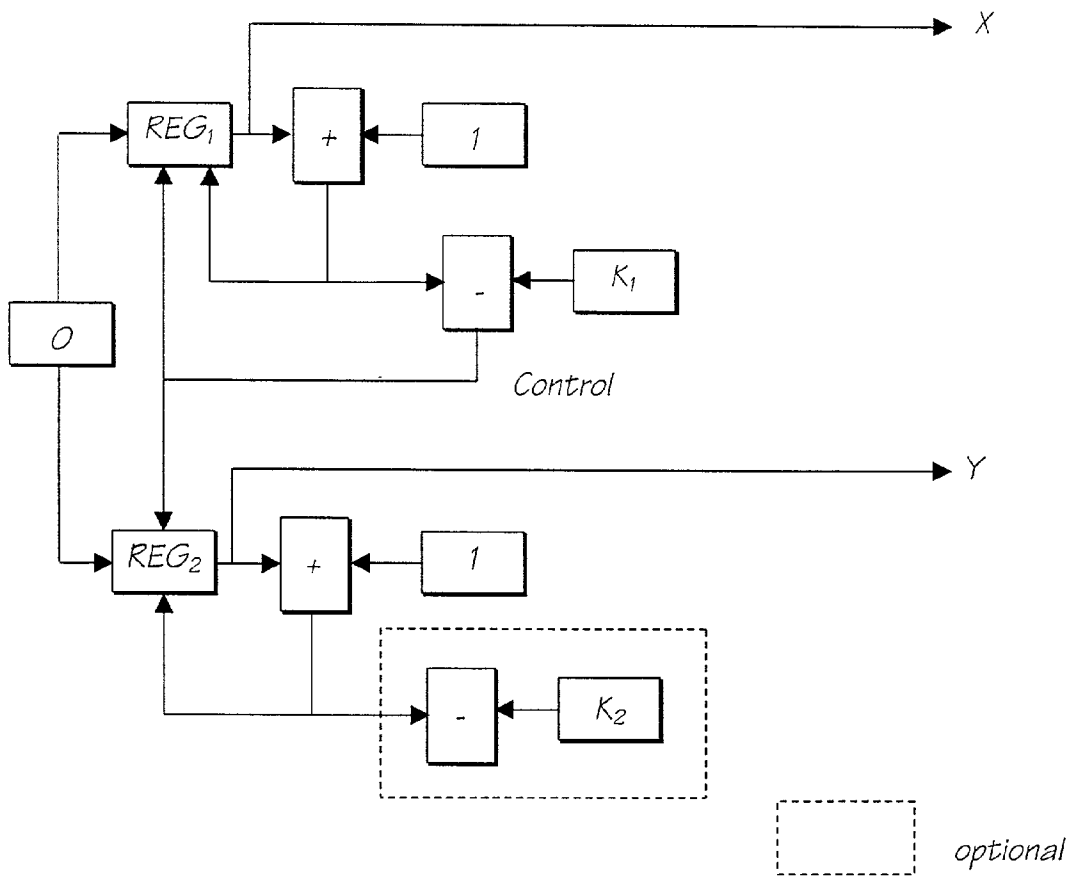 X
REG₁
+
1
-
K₁
0
Control
Y
REG₂
+
1
-
K₂
optional